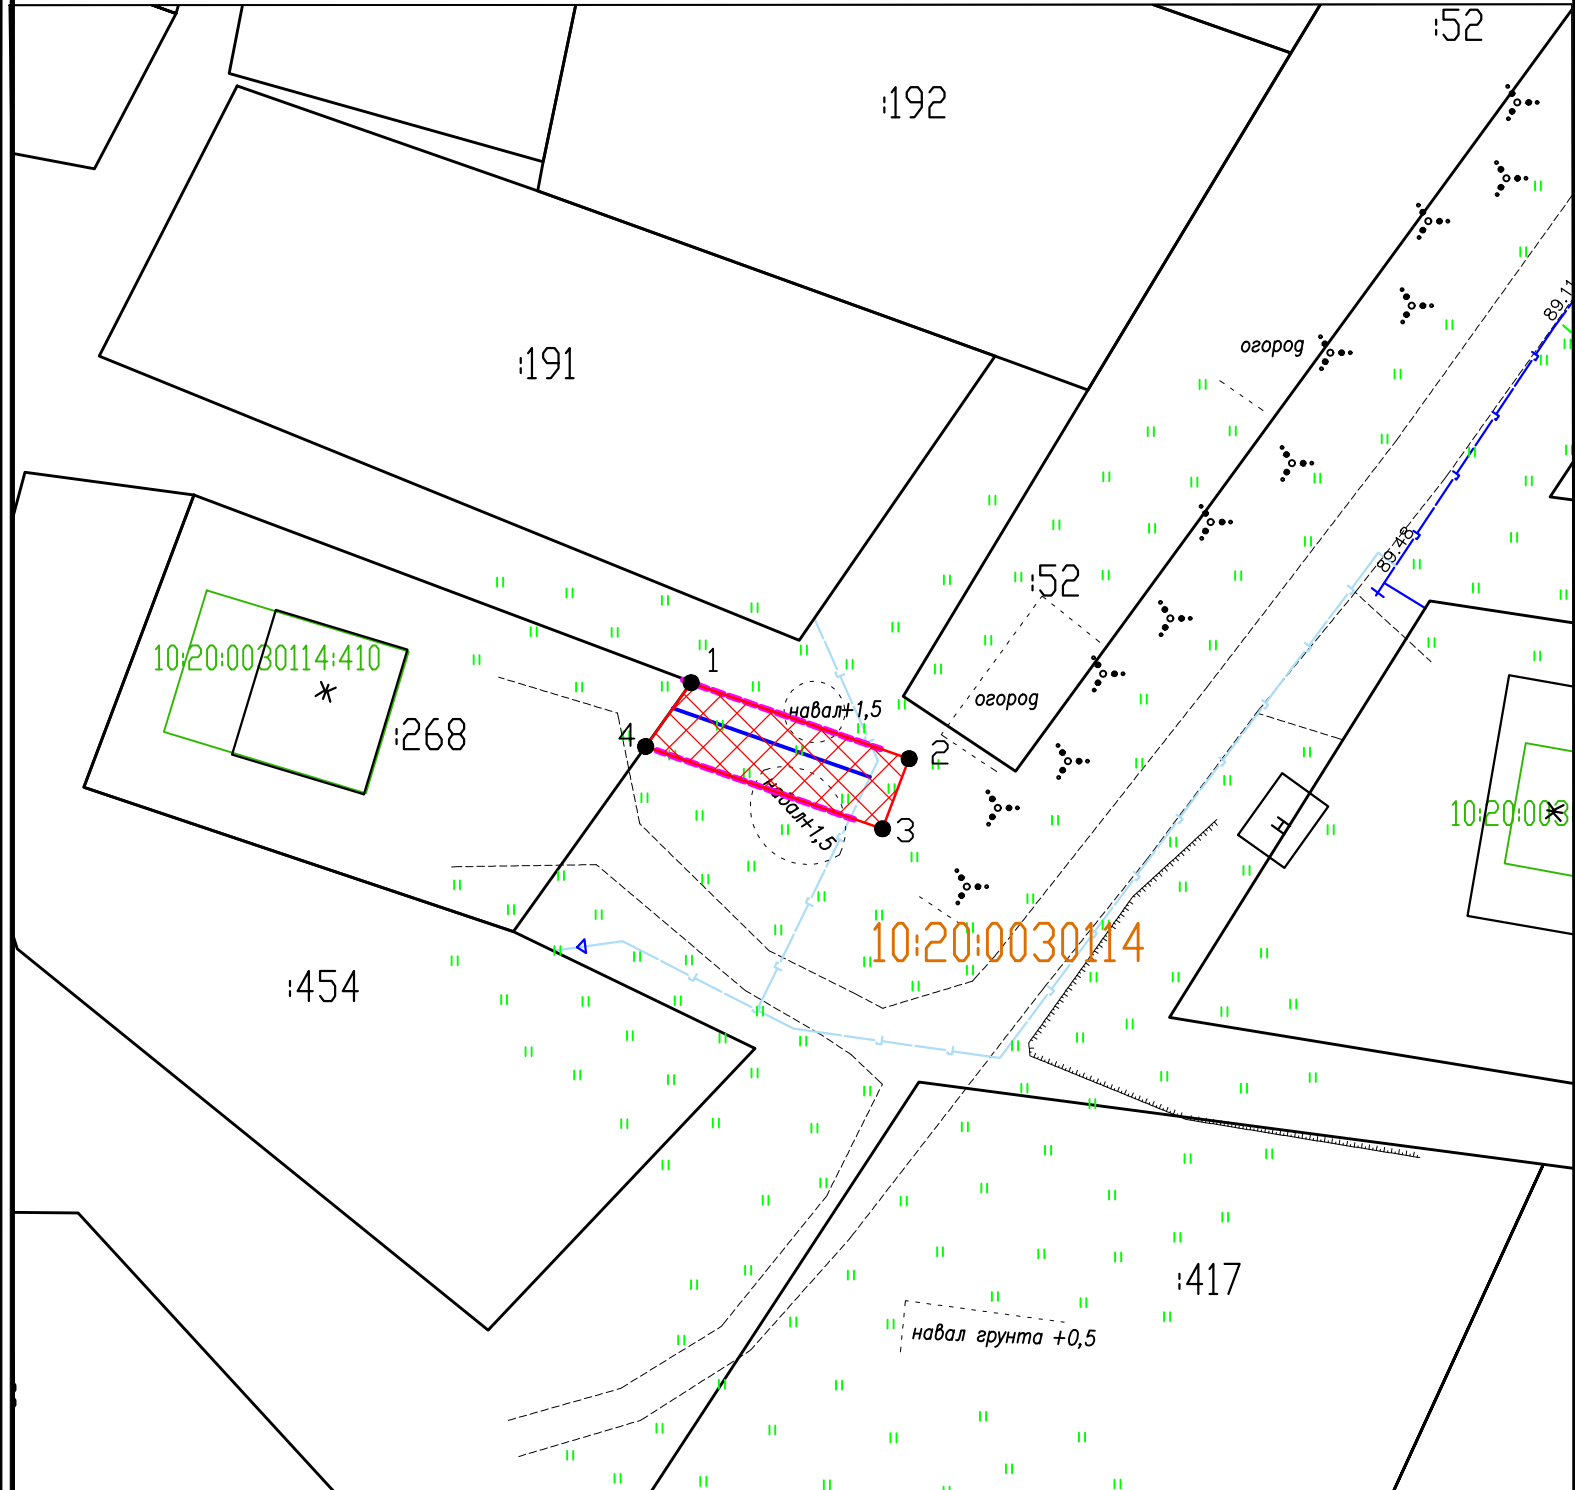 :52
:192
89.11
огород
:191
89.48
:52
10:20:0030114:410
1
огород
навал+1,5
:268
4
2
навал+1,5
10:20:003
Н
3
10:20:0030114
:454
:417
навал грунта +0,5